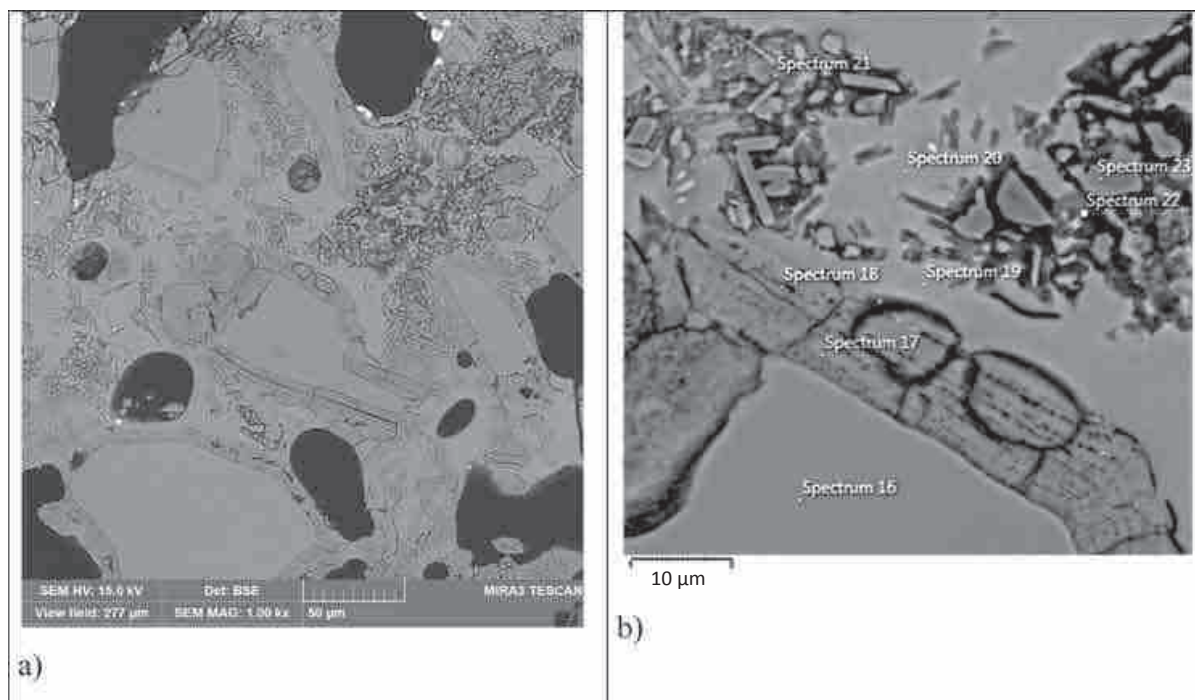 SEM HV: 15.0 kV Det: BSE MIRA3 TESCAN
View field: 277 µm SEM MAG: 1.00 kx 50 µm
a)
Spectrum 21
Spectrum 20
Spectrum 23
Spectrum 22
Spectrum 18
Spectrum 19
Spectrum 17
Spectrum 16
10 µm
b)